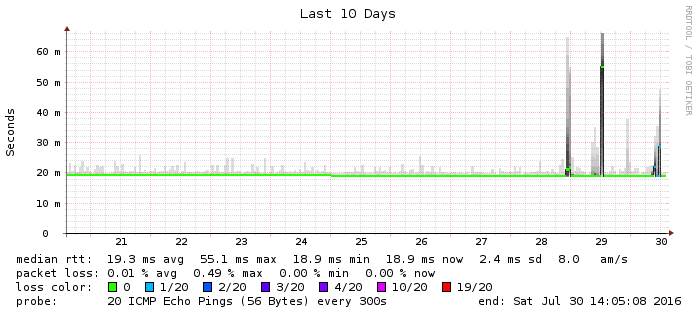 Last 10 Days
RRDTOOL / TOBI OETIKER
Seconds
60 m
50 m
40 m
30 m
20 m
10 m
0
21 22 23 24 25 26 27 28 29 30
median rtt: 19.3 ms avg 55.1 ms max 18.9 ms min 18.9 ms now 2.4 ms sd 8.0 am/s
packet loss: 0.01 % avg 0.49 % max 0.00 % min 0.00 % now
loss color: 0 1/20 2/20 3/20 4/20 10/20 19/20
probe: 20 ICMP Echo Pings (56 Bytes) every 300s end: Sat Jul 30 14:05:08 2016